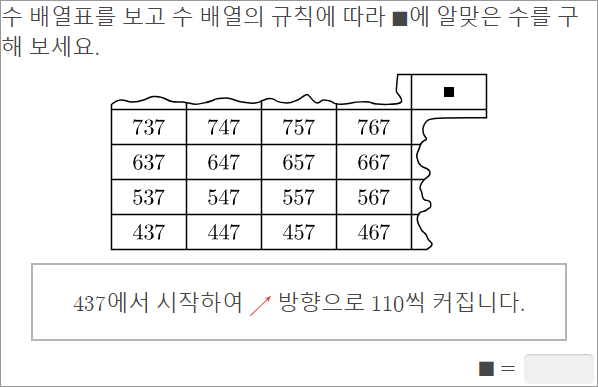 수 배열표를 보고 수 배열의 규칙에 따라 ■에 알맞은 수를 구
해 보세요.
■
737 747 757 767
637 647 657 667
537 547 557 567
437 447 457 467
437에서 시작하여 ↗ 방향으로 110씩 커집니다.
■ =